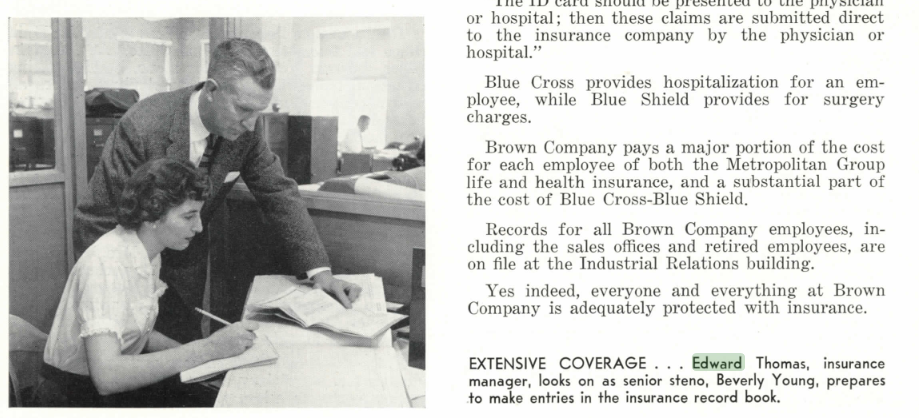 "The ID card should be presented to the physician
or hospital; then these claims are submitted direct
to the insurance company by the physician or
hospital."
Blue Cross provides hospitalization for an em-
ployee, while Blue Shield provides for surgery
charges.
Brown Company pays a major portion of the cost
for each employee of both the Metropolitan Group
life and health insurance, and a substantial part of
the cost of Blue Cross-Blue Shield.
Records for all Brown Company employees, in-
cluding the sales offices and retired employees, are
on file at the Industrial Relations building.
Yes indeed, everyone and everything at Brown
Company is adequately protected with insurance.
EXTENSIVE COVERAGE . . . Edward Thomas, insurance
manager, looks on as senior steno, Beverly Young, prepares
to make entries in the insurance record book.